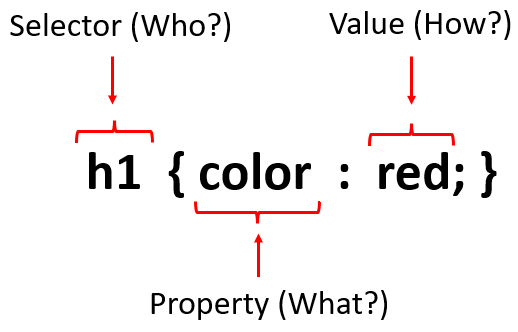 Selector (Who?) Value (How?)
h1 { color : red; }
Property (What?)